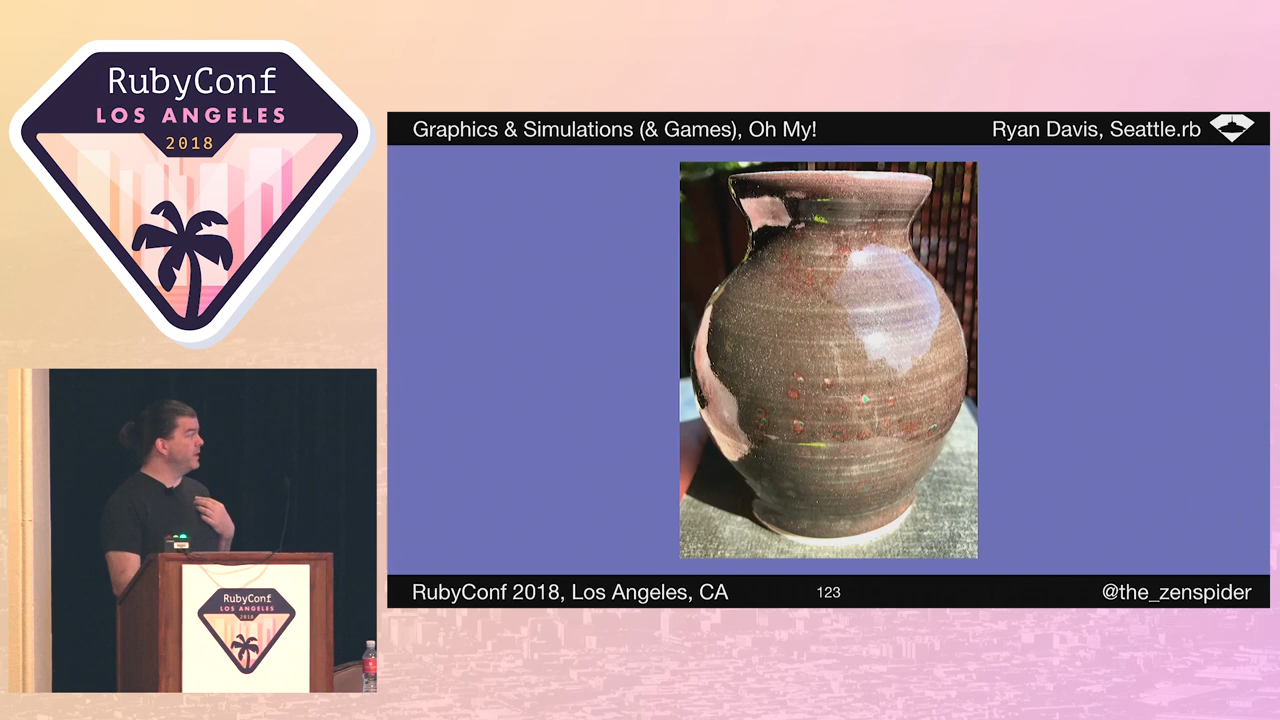 RubyConf
LOS ANGELES
2018
Graphics & Simulations (& Games), Oh My!
Ryan Davis, Seattle.rb
RubyConf 2018, Los Angeles, CA
123
@the_zenspider
RubyConf
LOS ANGELES
2018